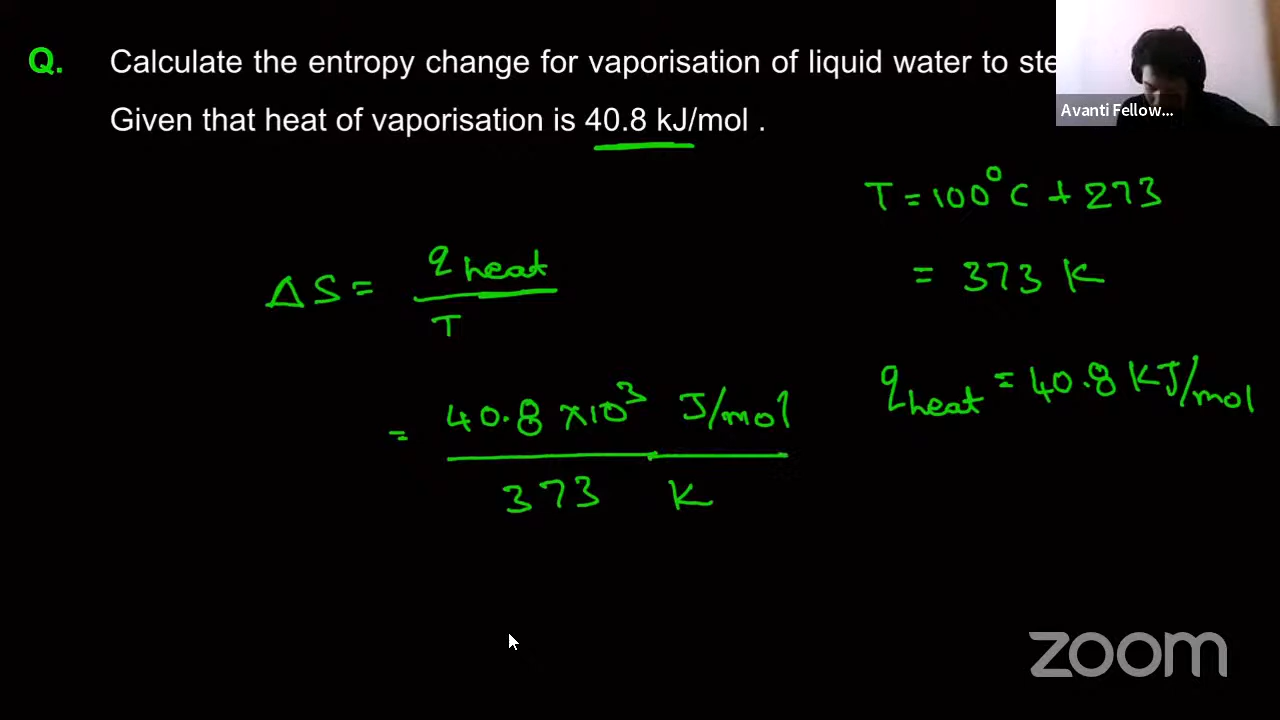 Q. Calculate the entropy change for vaporisation of liquid water to ste
Given that heat of vaporisation is 40.8 kJ/mol .
Avanti Fellow...
T = 100°C + 273
= 373 K
ΔS = q heat / T
q heat = 40.8 KJ/mol
= 40.8 × 10³ J/mol / 373 K
zoom